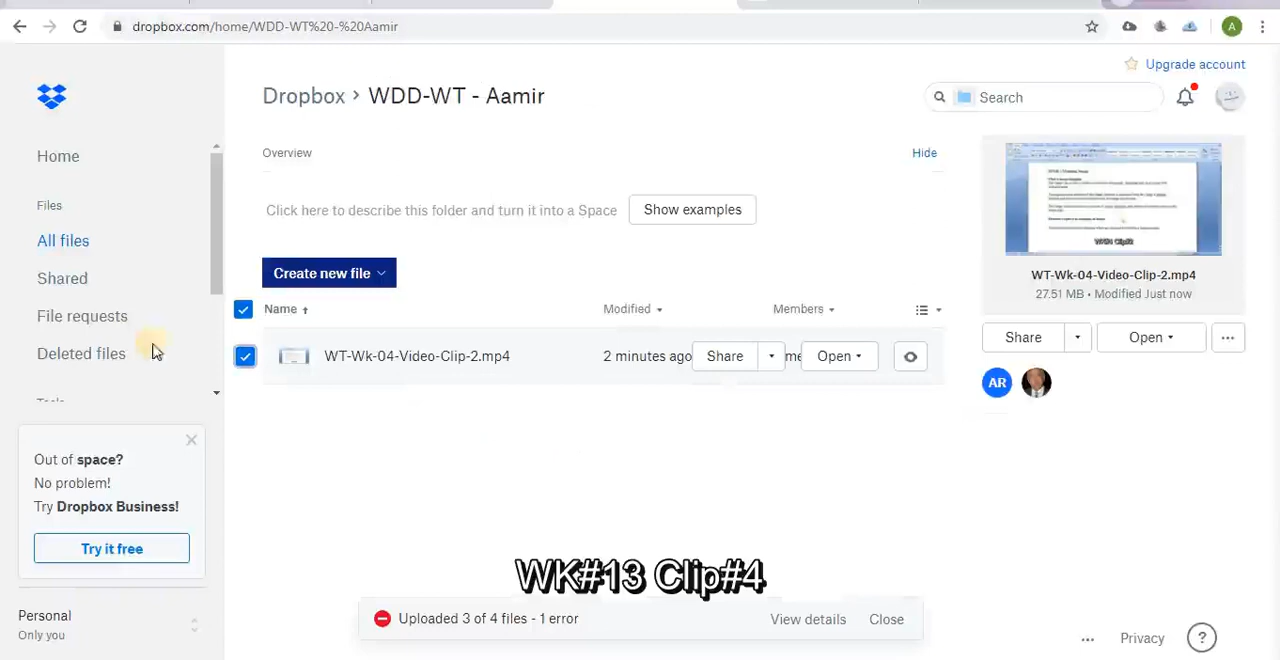 dropbox.com/home/WDD-WT%20-%20Aamir
A
Upgrade account
Dropbox › WDD-WT - Aamir
Search
Home
Overview
Hide
Files
Click here to describe this folder and turn it into a Space
Show examples
All files
Create new file
WT-Wk-04-Video-Clip-2.mp4
27.51 MB • Modified Just now
Shared
Name
Modified
Members
File requests
Share
Open
Deleted files
WT-Wk-04-Video-Clip-2.mp4
2 minutes ago
Share
me
Open
AR
Tools
Out of space?
No problem!
Try Dropbox Business!
Try it free
WK#13 Clip#4
Uploaded 3 of 4 files - 1 error
View details
Close
Personal
Only you
Privacy
?